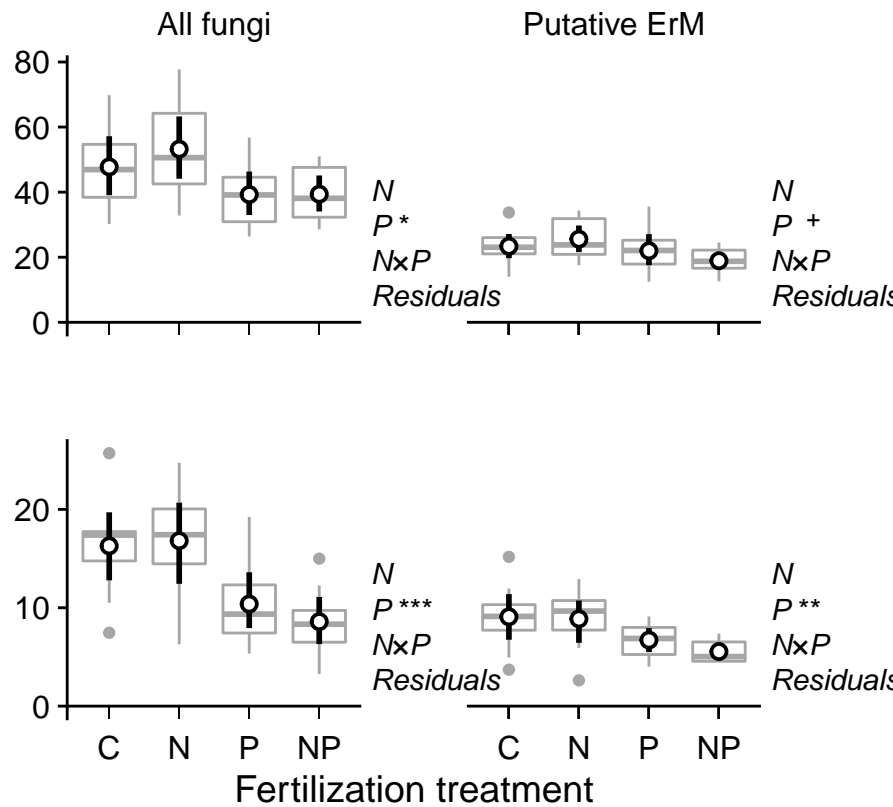 All fungi
Putative ErM
80
60
40
20
0
N
P *
N×P
Residuals
N
P +
N×P
Residuals
20
10
0
N
P ***
N×P
Residuals
N
P **
N×P
Residuals
C N P NP
C N P NP
Fertilization treatment